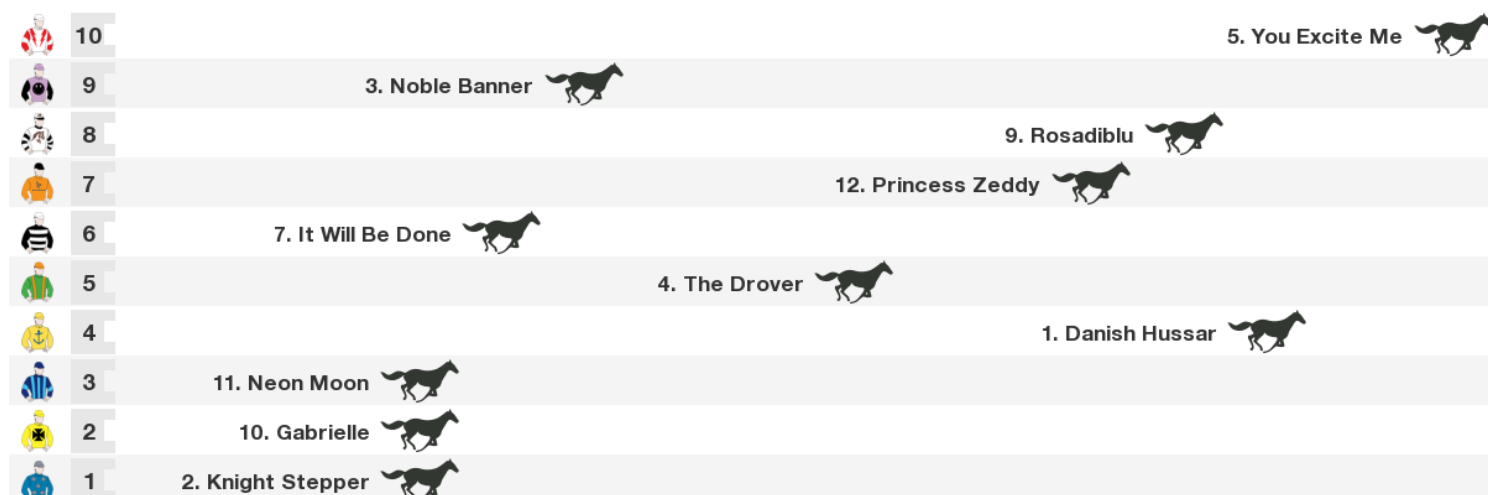 10 5. You Excite Me
9 3. Noble Banner
8 9. Rosadiblu
7 12. Princess Zeddy
6 7. It Will Be Done
5 4. The Drover
4 1. Danish Hussar
3 11. Neon Moon
2 10. Gabrielle
1 2. Knight Stepper